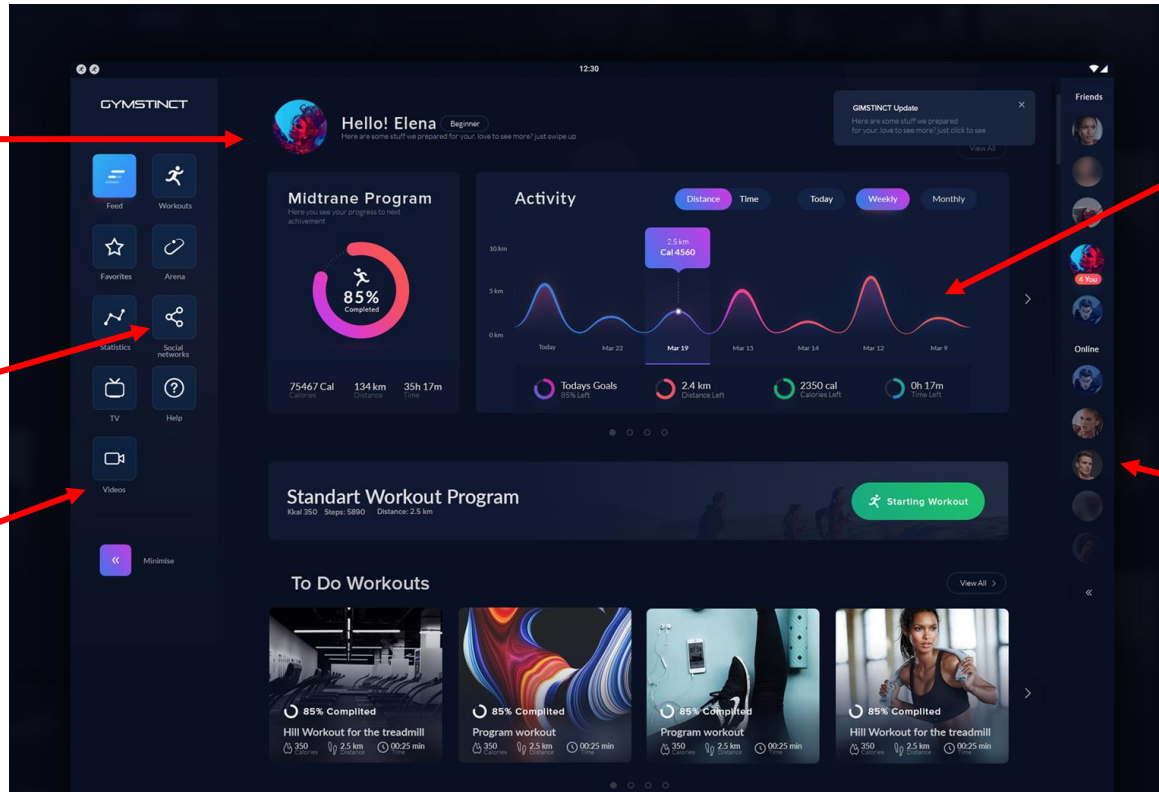 12:30
GYMSTINCT
Feed
Workouts
Favorites
Arena
Statistics
Social
networks
TV
Help
Videos
Minimise
Hello! Elena
Beginner
Here are some stuff we prepared for your. love to see more? just swipe up
GIMSTINCT Update
Here are some stuff we prepared
for your. love to see more? just click to see
View All
Midtrane Program
Here you see your progress to next
achivement
85%
Completed
75467 Cal
Calories
134 km
Distance
35h 17m
Time
Activity
Distance
Time
Today
Weekly
Monthly
10 km
3 km
0 km
2.5 km
Cal 4560
Today
Mar 22
Mar 19
Mar 15
Mar 14
Mar 12
Mar 9
Todays Goals
85% Left
2.4 km
Distance Left
2350 cal
Calories Left
0h 17m
Time Left
Standart Workout Program
Kkal 350 Steps: 5890 Distance: 2.5 km
Starting Workout
To Do Workouts
View All
85% Complited
Hill Workout for the treadmill
350
Calories
2.5 km
Distance
00:25 min
Time
85% Complited
Program workout
350
Calories
2.5 km
Distance
00:25 min
Time
85% Complited
Program workout
350
Calories
2.5 km
Distance
00:25 min
Time
85% Complited
Hill Workout for the treadmill
350
Calories
2.5 km
Distance
00:25 min
Time
Friends
4 You
Online